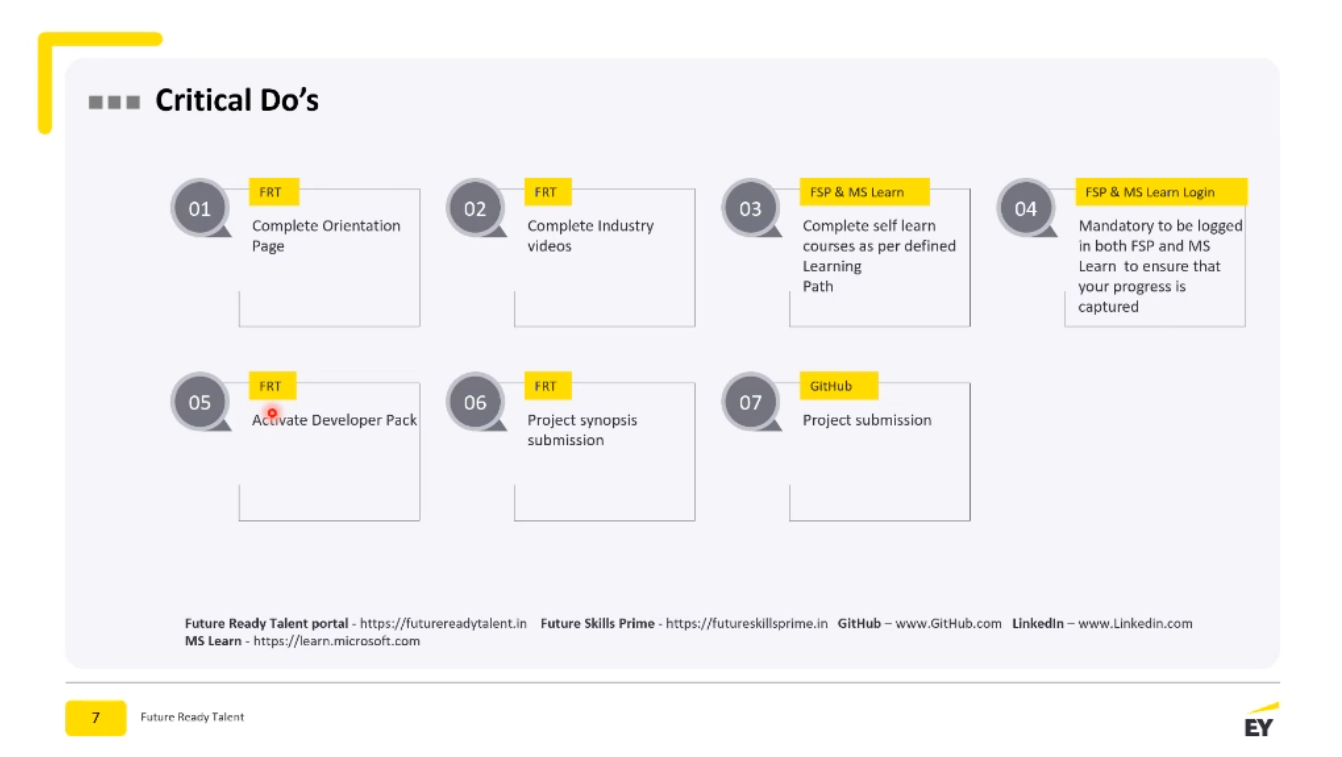 Critical Do's
01
FRT
Complete Orientation
Page
02
FRT
Complete Industry
videos
03
FSP & MS Learn
Complete self learn
courses as per defined
Learning
Path
04
FSP & MS Learn Login
Mandatory to be logged
in both FSP and MS
Learn to ensure that
your progress is
captured
05
FRT
Activate Developer Pack
06
FRT
Project synopsis
submission
07
GitHub
Project submission
Future Ready Talent portal - https://futurereadytalent.in Future Skills Prime - https://futureskillsprime.in GitHub – www.GitHub.com LinkedIn – www.Linkedin.com
MS Learn - https://learn.microsoft.com
7
Future Ready Talent
EY